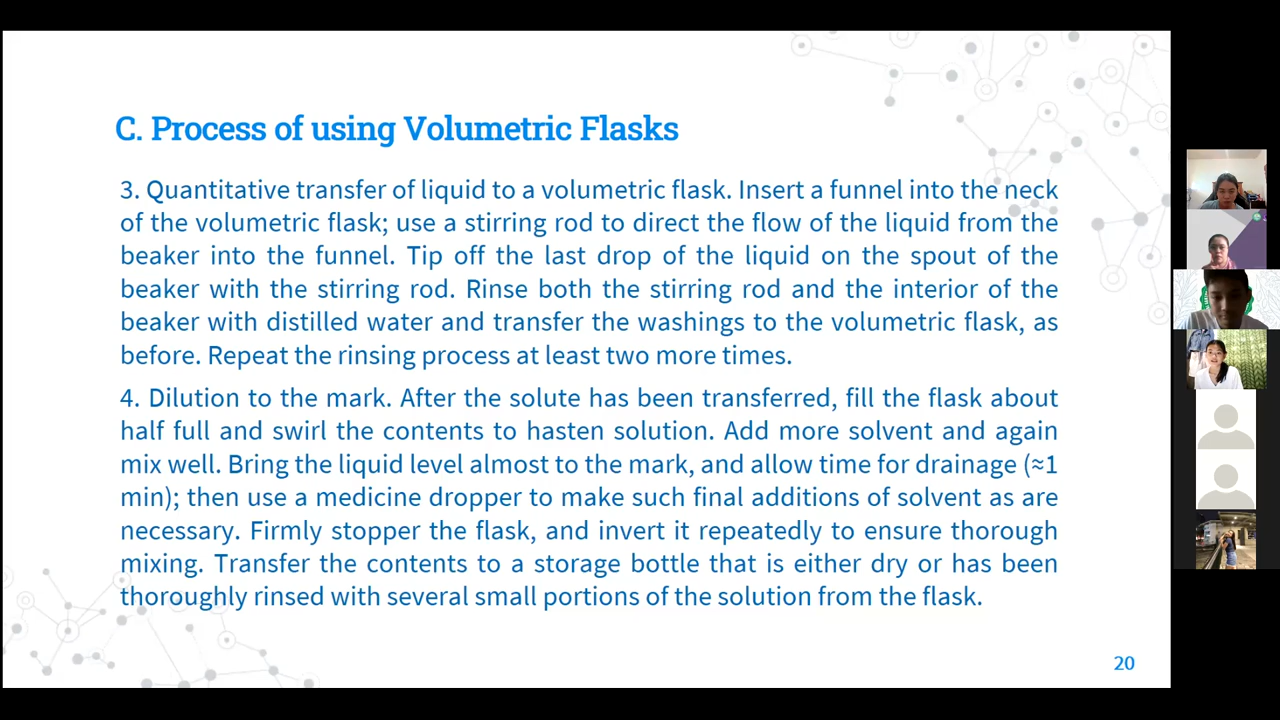 C. Process of using Volumetric Flasks
3. Quantitative transfer of liquid to a volumetric flask. Insert a funnel into the neck
of the volumetric flask; use a stirring rod to direct the flow of the liquid from the
beaker into the funnel. Tip off the last drop of the liquid on the spout of the
beaker with the stirring rod. Rinse both the stirring rod and the interior of the
beaker with distilled water and transfer the washings to the volumetric flask, as
before. Repeat the rinsing process at least two more times.
4. Dilution to the mark. After the solute has been transferred, fill the flask about
half full and swirl the contents to hasten solution. Add more solvent and again
mix well. Bring the liquid level almost to the mark, and allow time for drainage (≈1
min); then use a medicine dropper to make such final additions of solvent as are
necessary. Firmly stopper the flask, and invert it repeatedly to ensure thorough
mixing. Transfer the contents to a storage bottle that is either dry or has been
thoroughly rinsed with several small portions of the solution from the flask.
20